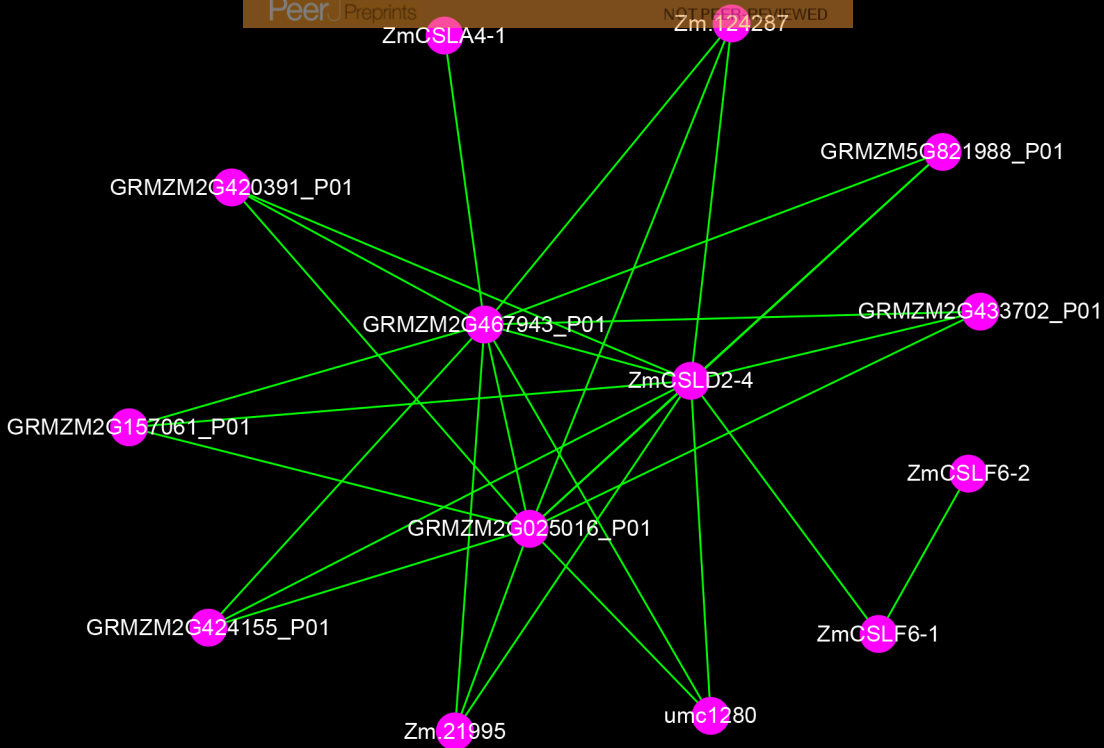 PeerJ Preprints
NOT PEER-REVIEWED
ZmCSLA4-1
Zm.124287
GRMZM5G821988_P01
GRMZM2G420391_P01
GRMZM2G433702_P01
GRMZM2G467943_P01
ZmCSLD2-4
GRMZM2G157061_P01
ZmCSLF6-2
GRMZM2G025016_P01
GRMZM2G424155_P01
ZmCSLF6-1
umc1280
Zm.21995